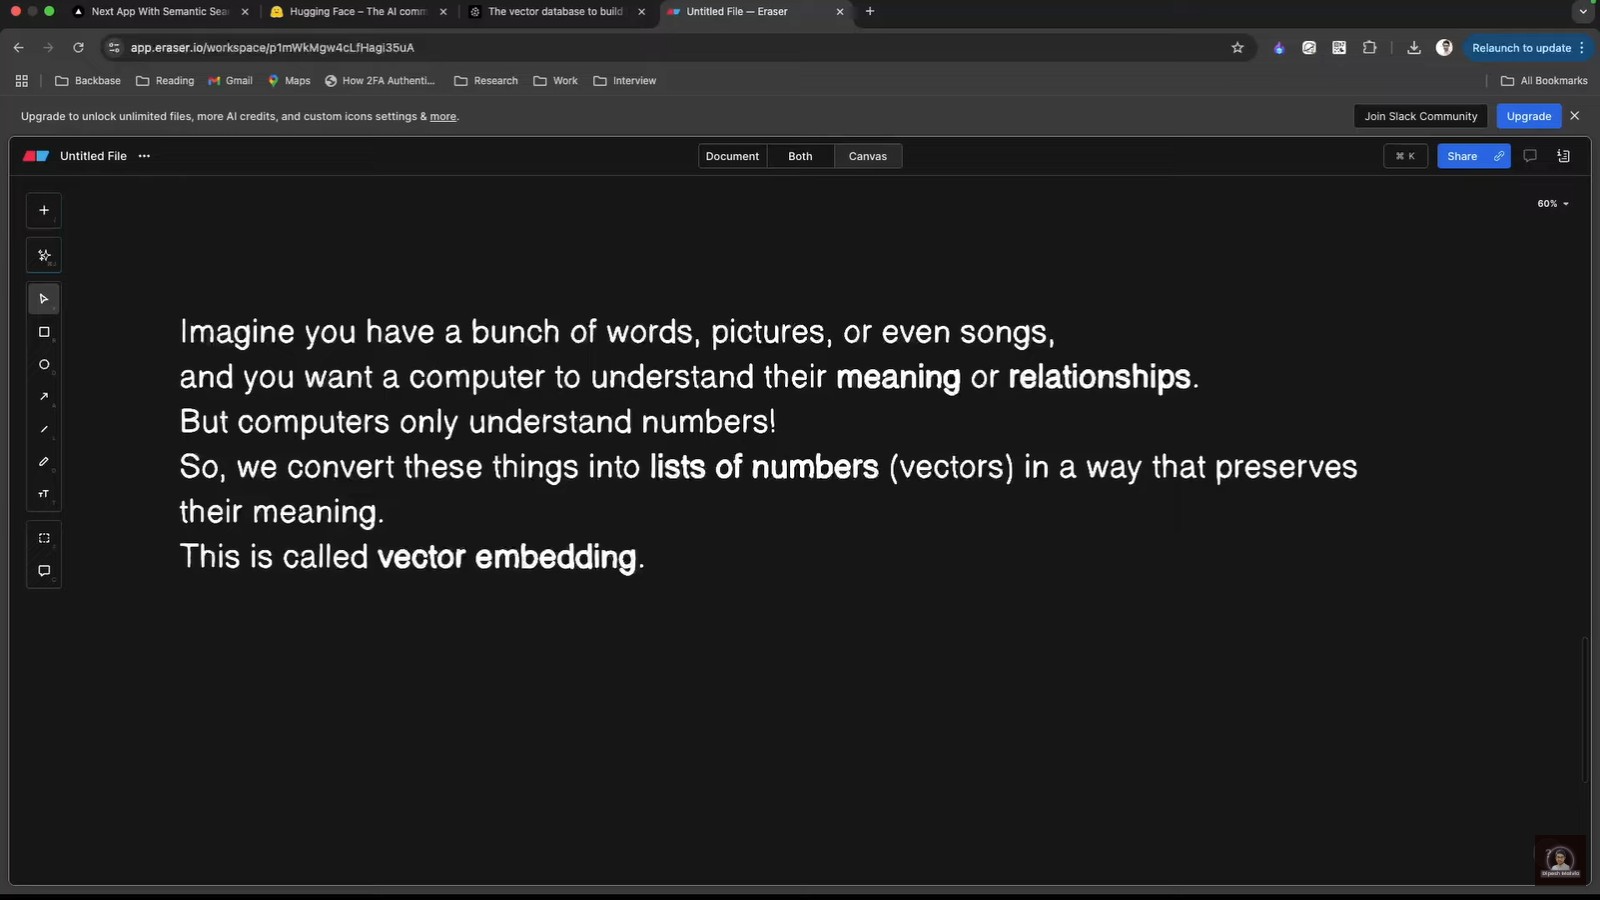 Next App With Semantic Sea
Hugging Face – The AI comm
The vector database to build
Untitled File — Eraser
app.eraser.io/workspace/p1mWkMgw4cLfHagi35uA
Relaunch to update
Backbase
Reading
Gmail
Maps
How 2FA Authenti...
Research
Work
Interview
All Bookmarks
Upgrade to unlock unlimited files, more AI credits, and custom icons settings & more.
Join Slack Community
Upgrade
Untitled File
Document
Both
Canvas
⌘ K
Share
60%
Imagine you have a bunch of words, pictures, or even songs,
and you want a computer to understand their meaning or relationships.
But computers only understand numbers!
So, we convert these things into lists of numbers (vectors) in a way that preserves
their meaning.
This is called vector embedding.